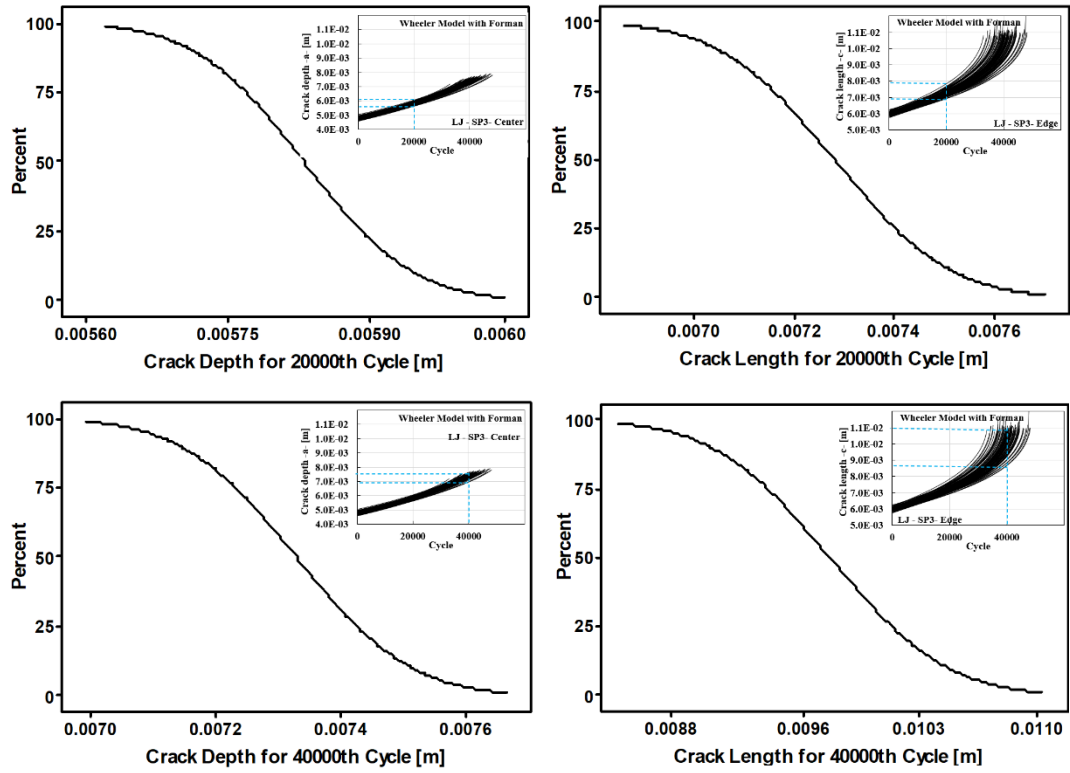 100
75
50
25
0
Percent
0.00560
0.00575
0.00590
0.0060
Crack Depth for 20000th Cycle [m]
Wheeler Model with Forman
1.1E-02
1.0E-02
9.0E-03
8.0E-03
7.0E-03
6.0E-03
5.0E-03
4.0E-03
Crack depth -a- [m]
LJ - SP3- Center
0
20000
40000
Cycle
100
75
50
25
0
Percent
0.0070
0.0072
0.0074
0.0076
Crack Length for 20000th Cycle [m]
Wheeler Model with Forman
1.1E-02
1.0E-02
9.0E-03
8.0E-03
7.0E-03
6.0E-03
5.0E-03
Crack length -c- [m]
LJ - SP3- Edge
0
20000
40000
Cycle
100
75
50
25
0
Percent
0.0070
0.0072
0.0074
0.0076
Crack Depth for 40000th Cycle [m]
Wheeler Model with Forman
LJ - SP3- Center
1.1E-02
1.0E-02
9.0E-03
8.0E-03
7.0E-03
6.0E-03
5.0E-03
4.0E-03
Crack depth -a- [m]
0
20000
40000
Cycle
100
75
50
25
0
Percent
0.0088
0.0096
0.0103
0.0110
Crack Length for 40000th Cycle [m]
Wheeler Model with Forman
1.1E-02
1.0E-02
9.0E-03
8.0E-03
7.0E-03
6.0E-03
5.0E-03
Crack length -c- [m]
LJ - SP3- Edge
0
20000
40000
Cycle